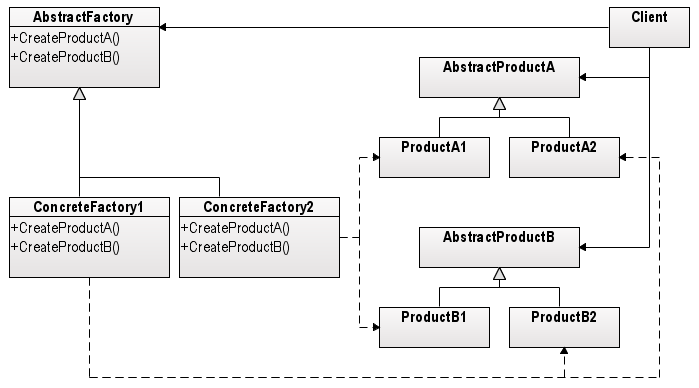 AbstractFactory
+CreateProductA()
+CreateProductB()
Client
AbstractProductA
ProductA1
ProductA2
ConcreteFactory1
+CreateProductA()
+CreateProductB()
ConcreteFactory2
+CreateProductA()
+CreateProductB()
AbstractProductB
ProductB1
ProductB2